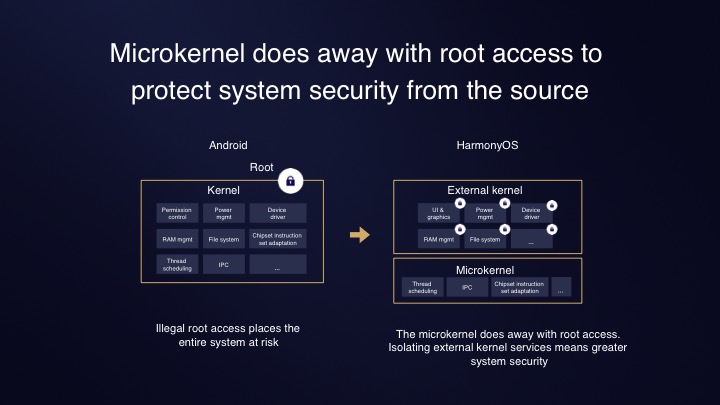 Microkernel does away with root access to
protect system security from the source
Android
Root
Kernel
Permission
control
Power
mgmt
Device
driver
RAM mgmt
File system
Chipset instruction
set adaptation
Thread
scheduling
IPC
...
Illegal root access places the
entire system at risk
HarmonyOS
External kernel
UI &
graphics
Power
mgmt
Device
driver
RAM mgmt
File system
...
Microkernel
Thread
scheduling
IPC
Chipset instruction
set adaptation
...
The microkernel does away with root access.
Isolating external kernel services means greater
system security